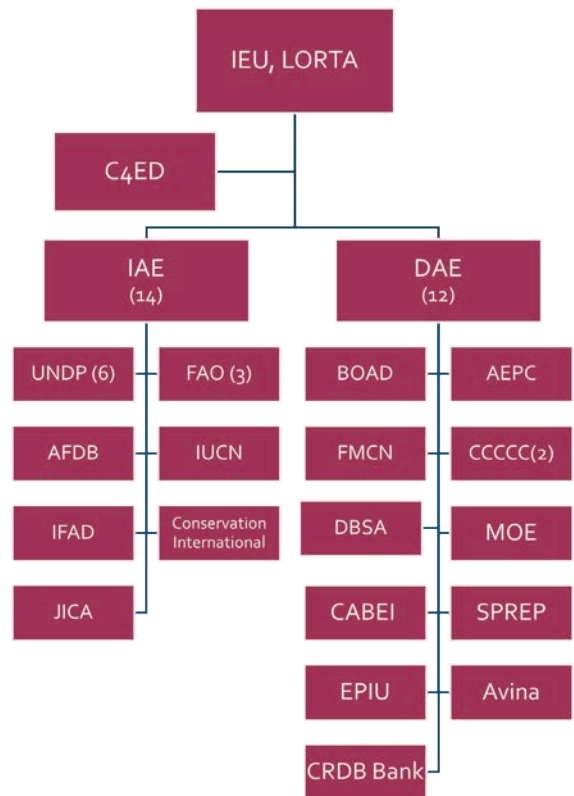 IEU, LORTA
C4ED
IAE
(14)
DAE
(12)
UNDP (6)
FAO (3)
BOAD
AEPC
AFDB
IUCN
FMCN
CCCCC(2)
IFAD
Conservation
International
DBSA
MOE
JICA
CABEI
SPREP
EPIU
Avina
CRDB Bank